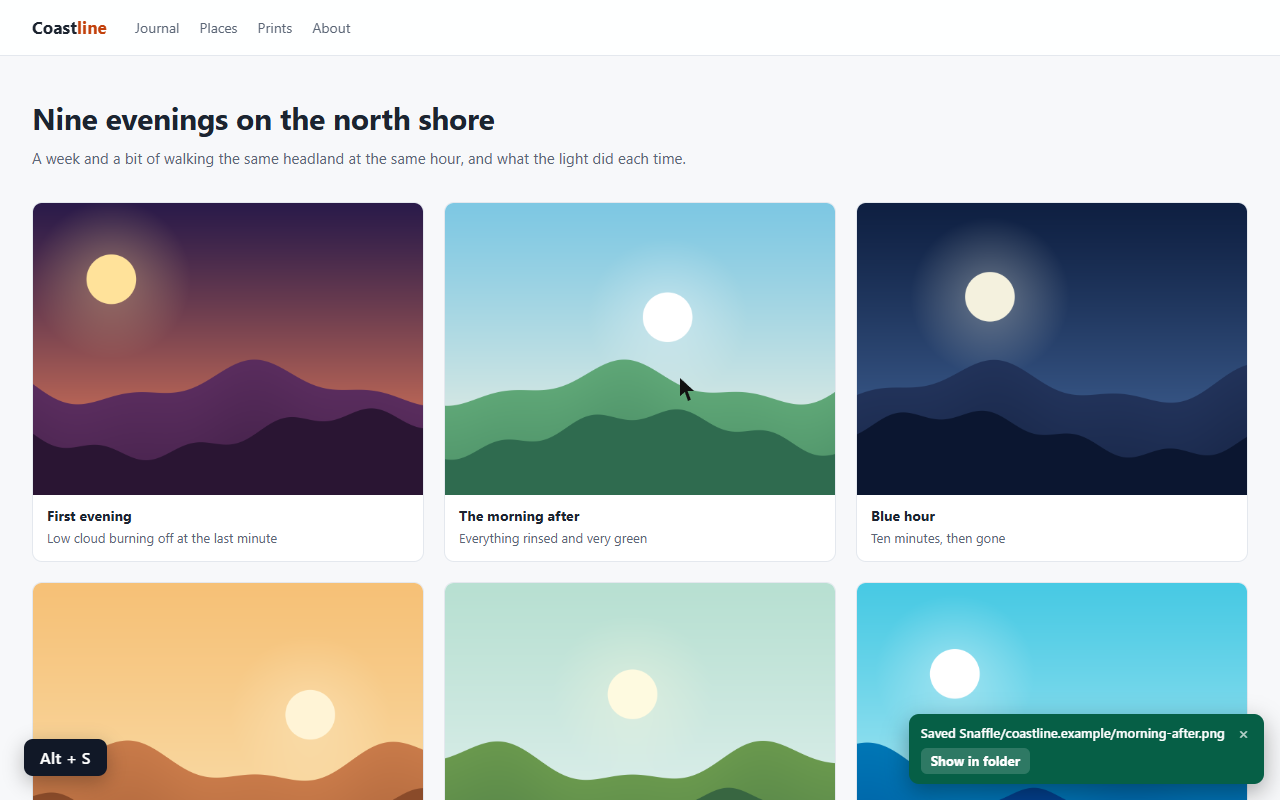 Coastline Journal Places Prints About
Nine evenings on the north shore
A week and a bit of walking the same headland at the same hour, and what the light did each time.
First evening
Low cloud burning off at the last minute
The morning after
Everything rinsed and very green
Blue hour
Ten minutes, then gone
Alt + S
Saved Snaffle/coastline.example/morning-after.png ×
Show in folder